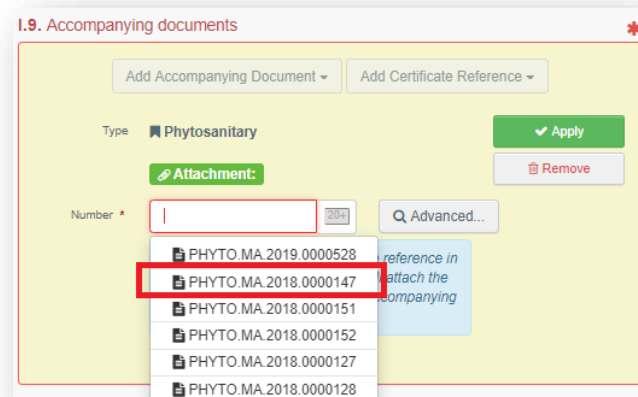 I.9. Accompanying documents
Add Accompanying Document
Add Certificate Reference
Type
Phytosanitary
Apply
Attachment:
Remove
Number *
20+
Advanced...
PHYTO.MA.2019.0000528
reference in
PHYTO.MA.2018.0000147
attach the
PHYTO.MA.2018.0000151
companying
PHYTO.MA.2018.0000152
PHYTO.MA.2018.0000127
PHYTO.MA.2018.0000128